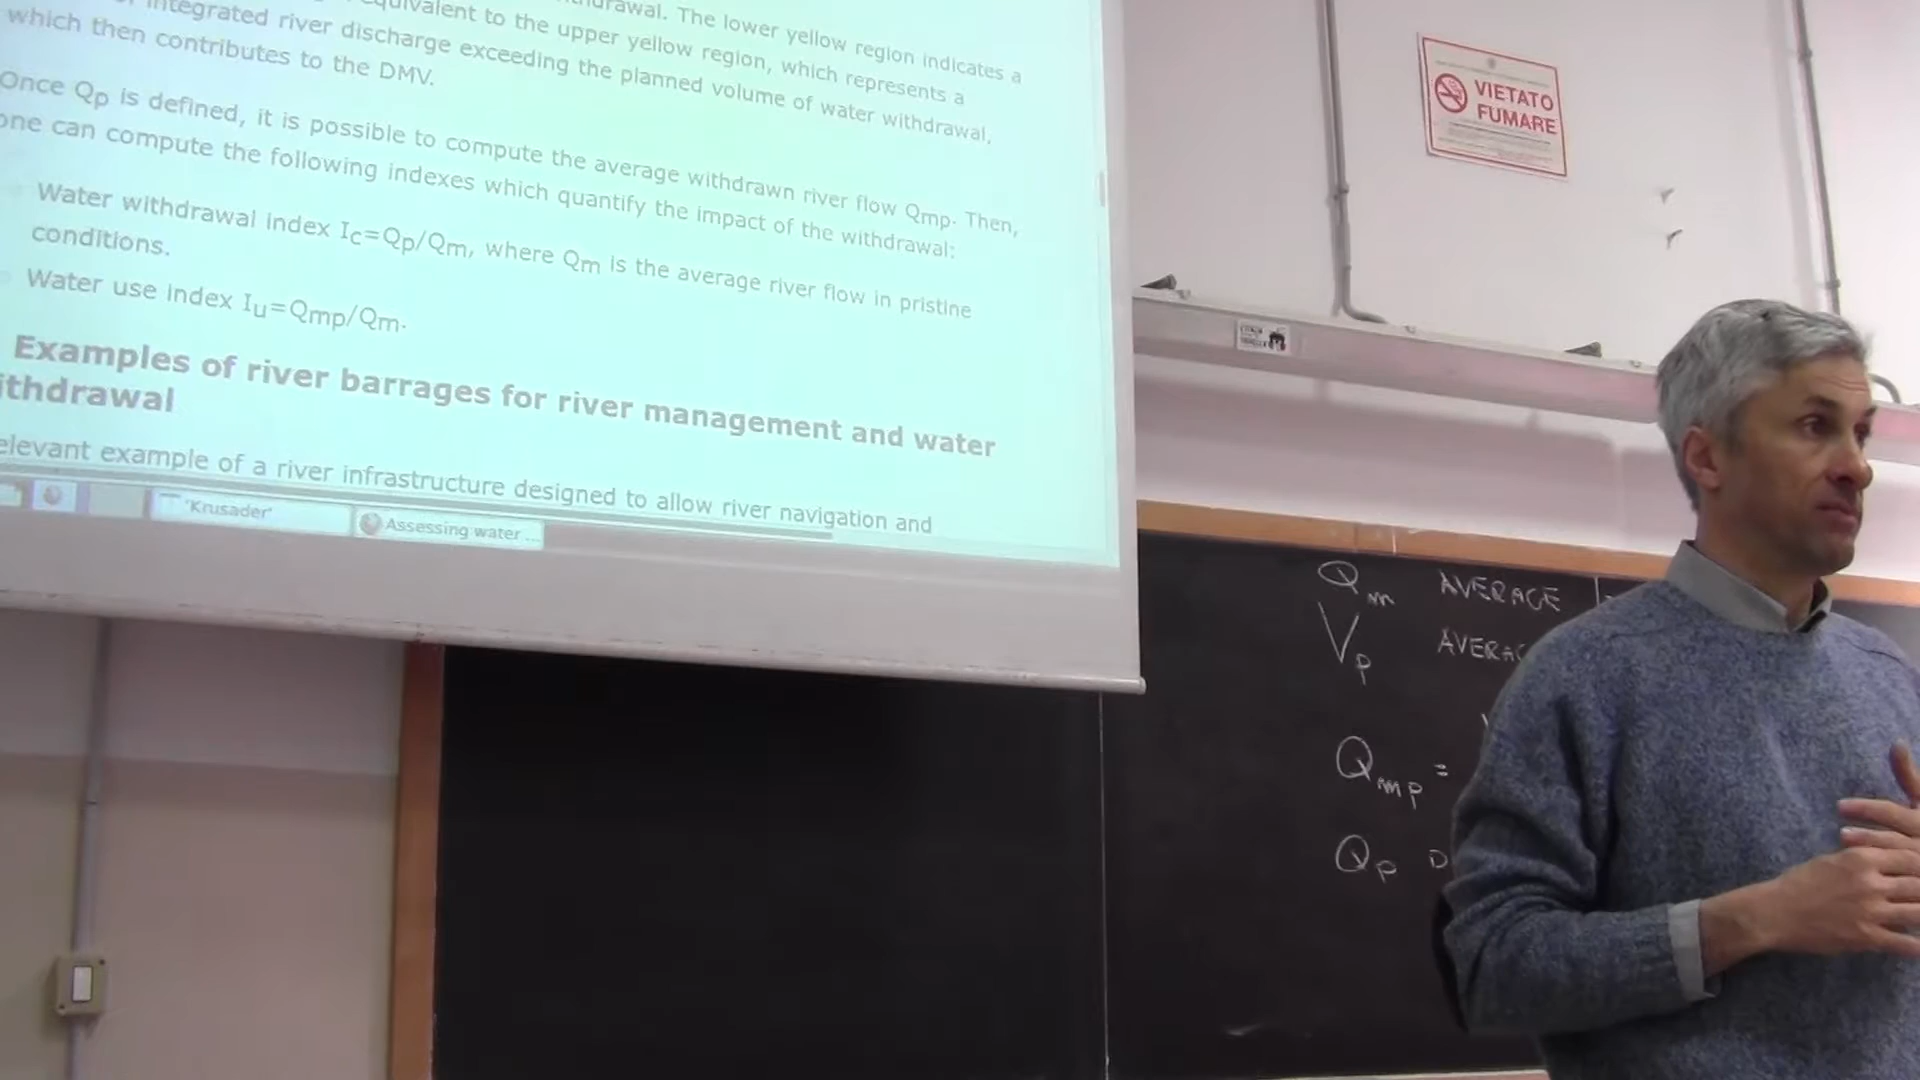 withdrawal. The lower yellow region indicates a
equivalent to the upper yellow region, which represents a
integrated river discharge exceeding the planned volume of water withdrawal,
which then contributes to the DMV.
Once Qp is defined, it is possible to compute the average withdrawn river flow Qmp. Then,
one can compute the following indexes which quantify the impact of the withdrawal:
Water withdrawal index Ic=Qp/Qm, where Qm is the average river flow in pristine
conditions.
Water use index Iu=Qmp/Qm.
Examples of river barrages for river management and water
ithdrawal
elevant example of a river infrastructure designed to allow river navigation and
'Krusader'
Assessing water ...
VIETATO
FUMARE
Qm AVERAGE
Vp AVERAG
Qmp =
Qp D